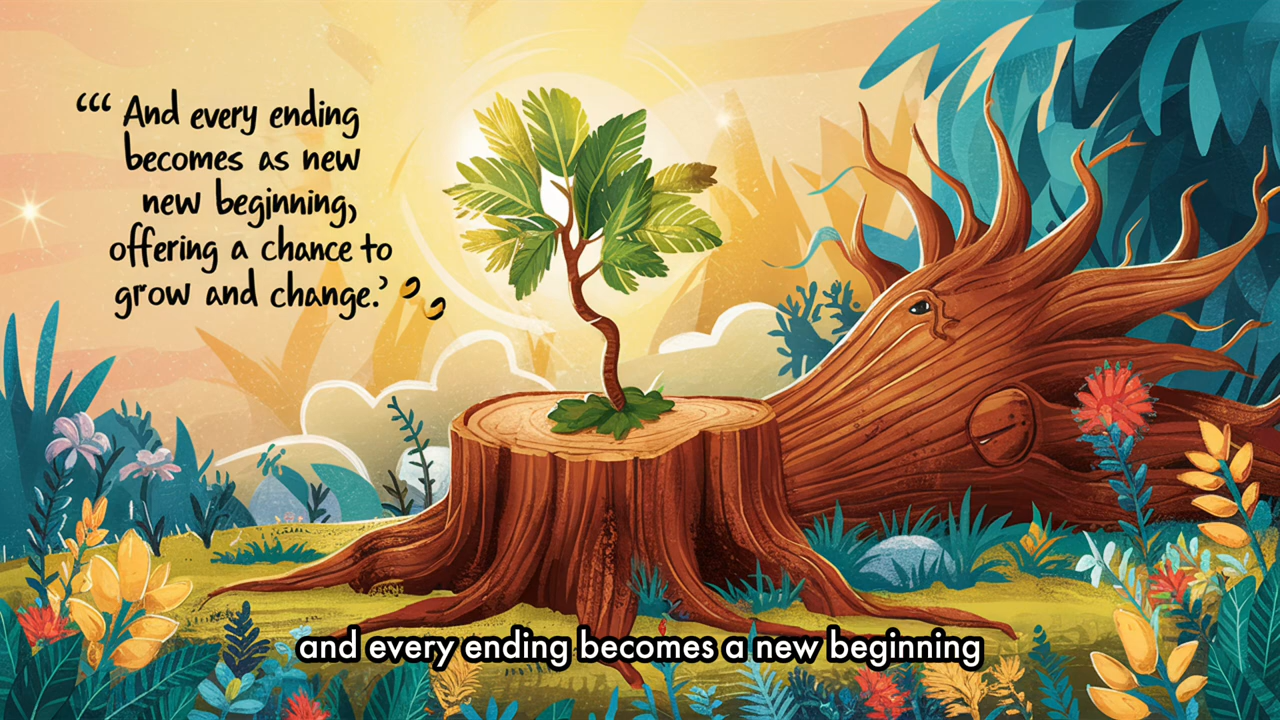 “‘ And every ending
becomes as new
new beginning,
offering a chance to
grow and change.’ ”
and every ending becomes a new beginning